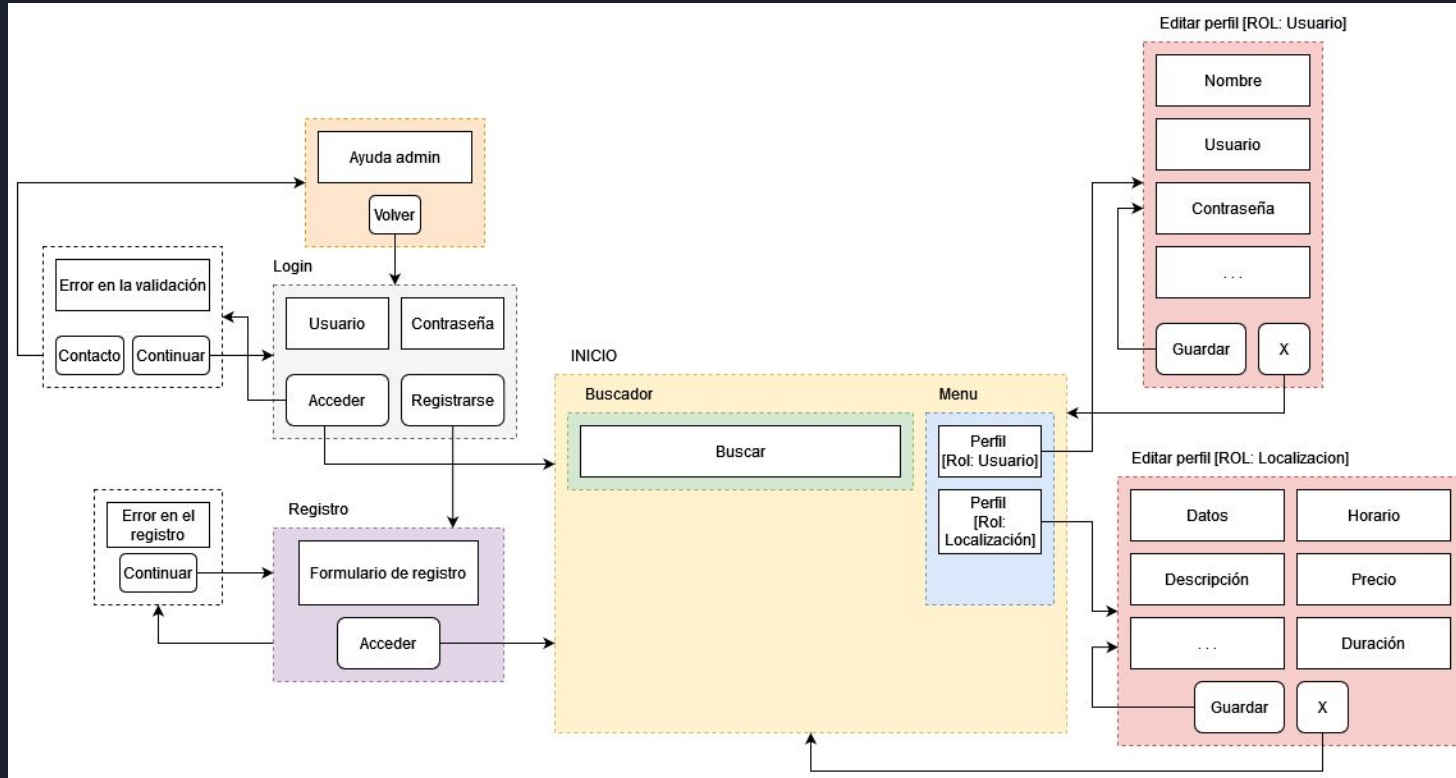 Editar perfil [ROL: Usuario]
Nombre
Usuario
Contraseña
. . .
Guardar
X
Ayuda admin
Volver
Error en la validación
Contacto
Continuar
Login
Usuario
Contraseña
Acceder
Registrarse
INICIO
Buscador
Buscar
Menu
Perfil
[Rol: Usuario]
Perfil
[Rol:
Localización]
Editar perfil [ROL: Localizacion]
Datos
Horario
Descripción
Precio
. . .
Duración
Guardar
X
Error en el
registro
Continuar
Registro
Formulario de registro
Acceder